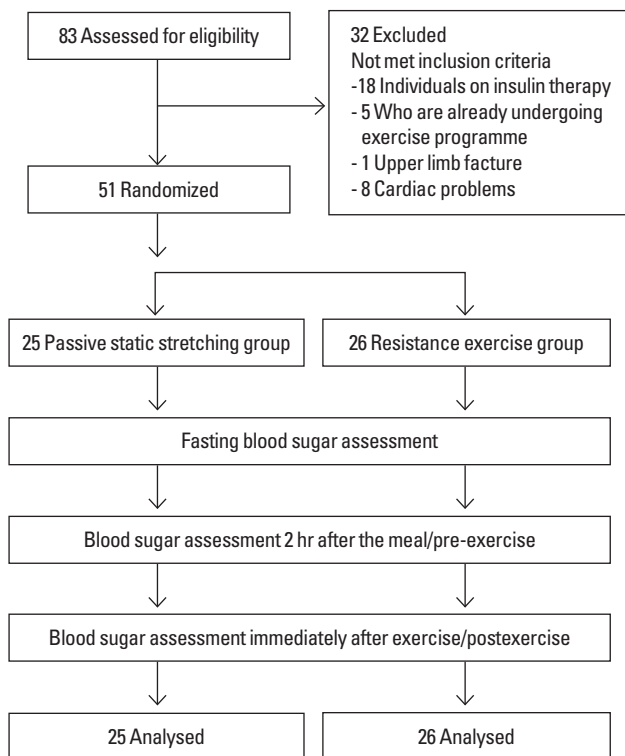 83 Assessed for eligibility
32 Excluded
Not met inclusion criteria
-18 Individuals on insulin therapy
- 5 Who are already undergoing
exercise programme
- 1 Upper limb facture
- 8 Cardiac problems
51 Randomized
25 Passive static stretching group
26 Resistance exercise group
Fasting blood sugar assessment
Blood sugar assessment 2 hr after the meal/pre-exercise
Blood sugar assessment immediately after exercise/postexercise
25 Analysed
26 Analysed